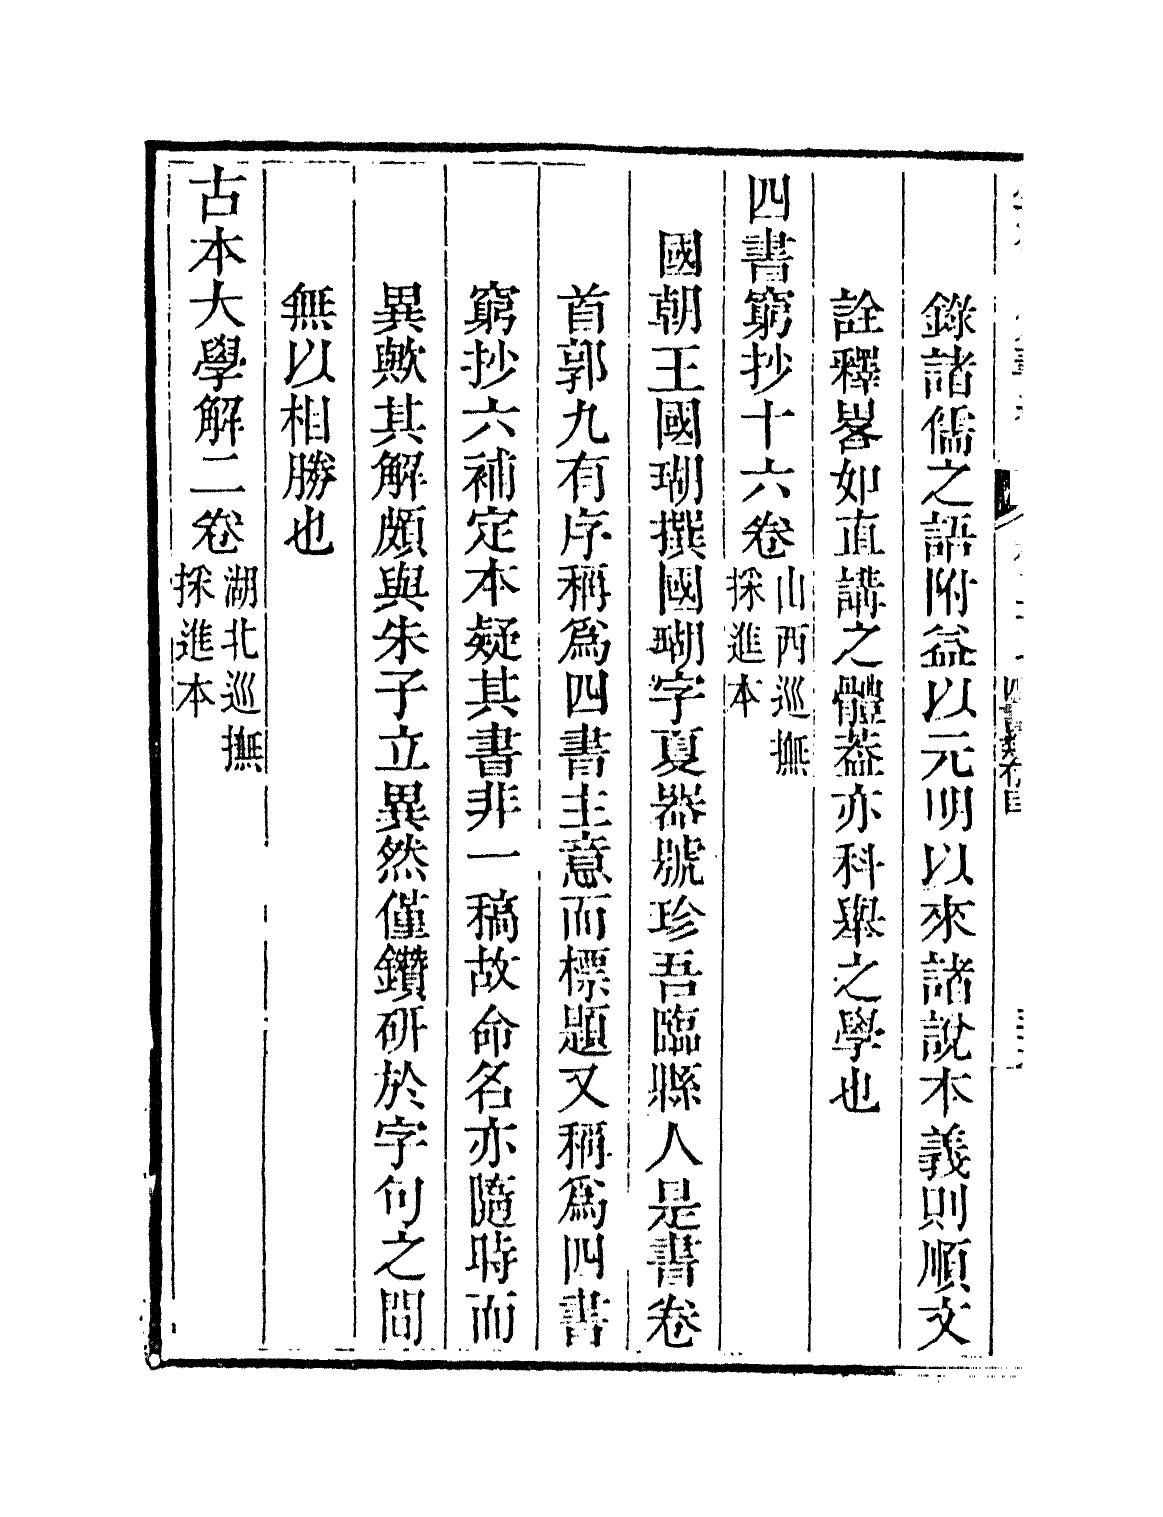 錄諸儒之語附益以元明以來諸說本義則順文
詮釋畧如直講之體葢亦科舉之學也
四書窮抄十六卷 山西巡撫採進本
國朝王國瑚撰國瑚字夏器號珍吾臨縣人是書卷
首郭九有序稱爲四書主意而標題又稱爲四書
窮抄六補定本疑其書非一稿故命名亦隨時而
異歟其解頗與朱子立異然僅鑽研於字句之間
無以相勝也
古本大學解二卷 湖北巡撫採進本